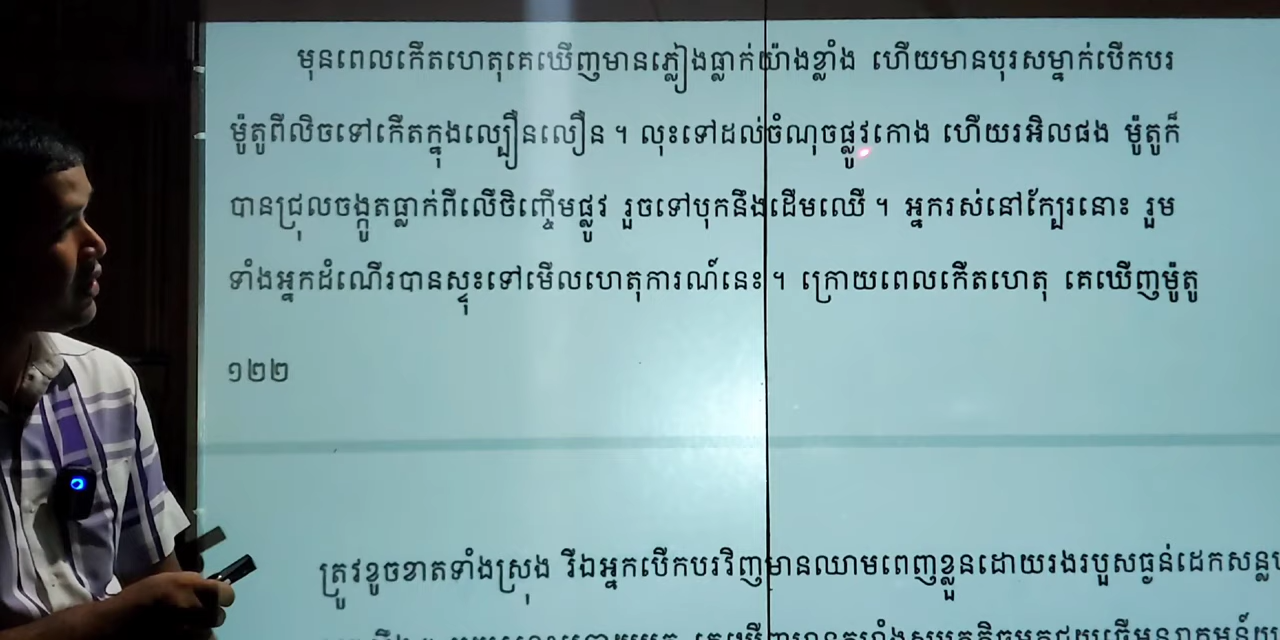 មុនពេលកើតហេតុគេឃើញមានភ្លៀងធ្លាក់យ៉ាងខ្លាំង ហើយមានបុរសម្នាក់បើកបរ
ម៉ូតូពីលិចទៅកើតក្នុងល្បឿនលឿន ។ លុះទៅដល់ចំណុចផ្លូវកោង ហើយរអិលផង ម៉ូតូក៏
បានជ្រុលចង្កូតធ្លាក់ពីលើចិញ្ចើមផ្លូវ រួចទៅបុកនឹងដើមឈើ ។ អ្នករស់នៅក្បែរនោះ រួម
ទាំងអ្នកដំណើរបានស្ទុះទៅមើលហេតុការណ៍នេះ ។ ក្រោយពេលកើតហេតុ គេឃើញម៉ូតូ
១២២
ត្រូវខូចខាតទាំងស្រុង រីឯអ្នកបើកបរវិញមានឈាមពេញខ្លួនដោយរងរបួសធ្ងន់ដេកសន្លប់